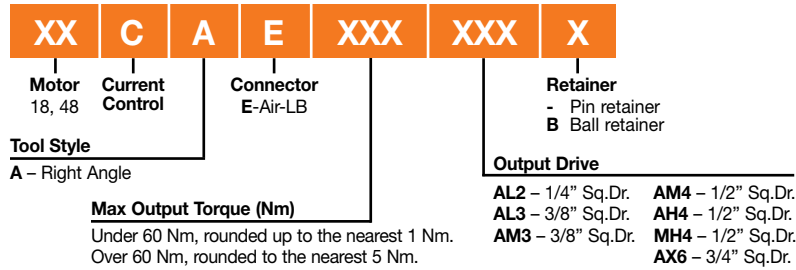 XX C A E XXX XXX X
Motor
18, 48
Current
Control
Connector
E-Air-LB
Retainer
- Pin retainer
B Ball retainer
Tool Style
A – Right Angle
Output Drive
AL2 – 1/4” Sq.Dr. AM4 – 1/2” Sq.Dr.
AL3 – 3/8” Sq.Dr. AH4 – 1/2” Sq.Dr.
AM3 – 3/8” Sq.Dr. MH4 – 1/2” Sq.Dr.
AX6 – 3/4” Sq.Dr.
Max Output Torque (Nm)
Under 60 Nm, rounded up to the nearest 1 Nm.
Over 60 Nm, rounded to the nearest 5 Nm.